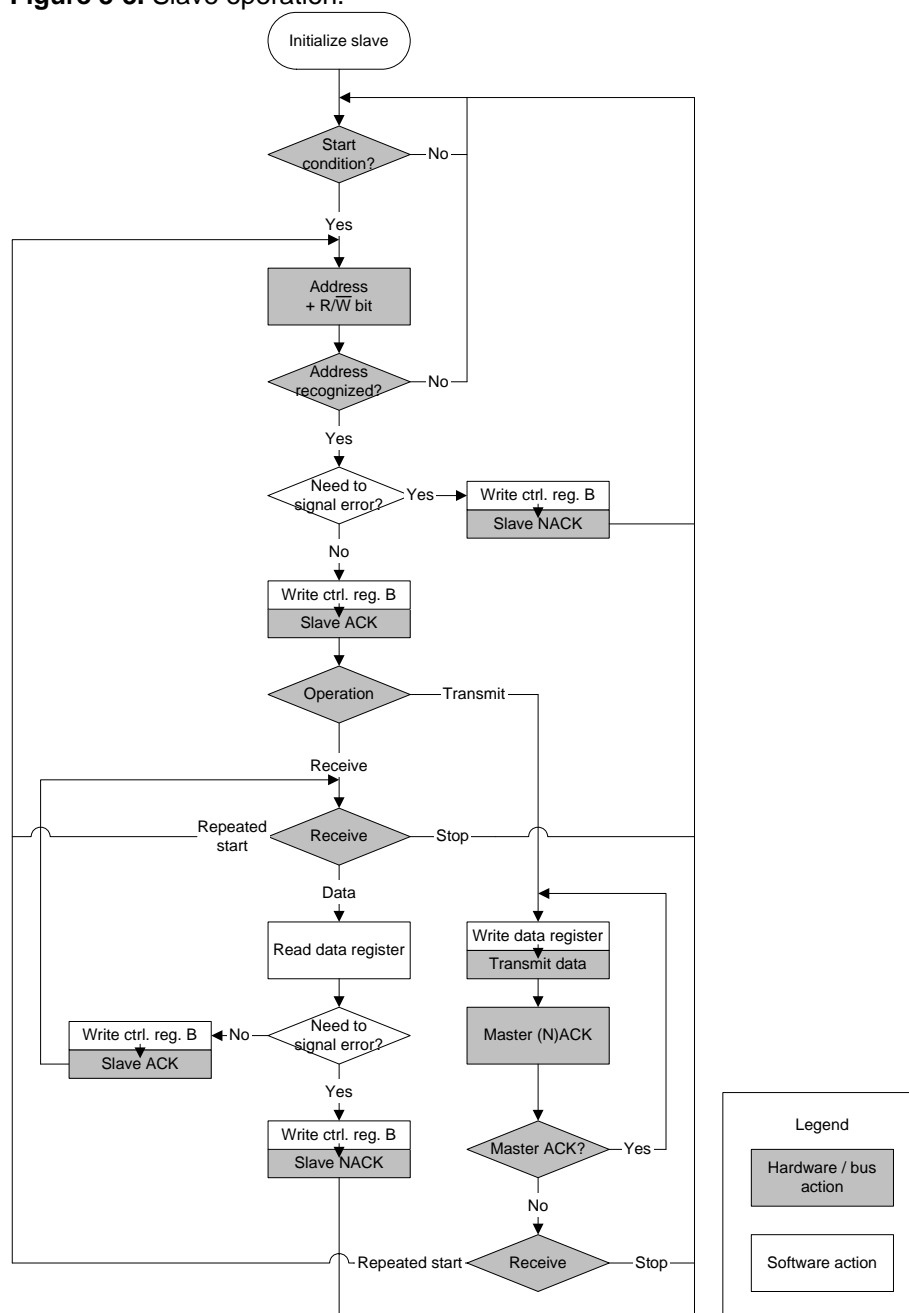 Figure 3-3. Slave operation.
Initialize slave
Start
condition?
No
Yes
Address
+ R/W̅ bit
Address
recognized?
No
Yes
Need to
signal error?
Yes
Write ctrl. reg. B
Slave NACK
No
Write ctrl. reg. B
Slave ACK
Operation
Transmit
Receive
Repeated
start
Receive
Stop
Data
Read data register
Write data register
Transmit data
Write ctrl. reg. B
Slave ACK
No
Need to
signal error?
Master (N)ACK
Yes
Write ctrl. reg. B
Slave NACK
Master ACK?
Yes
No
Repeated start
Receive
Stop
Legend
Hardware / bus
action
Software action